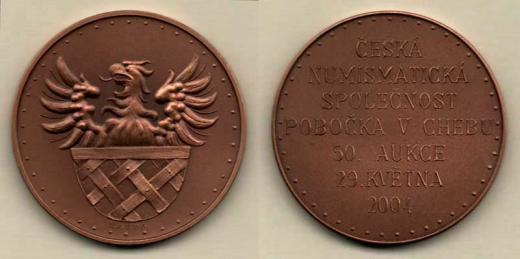 ČESKÁ
NUMISMATICKÁ
SPOLEČNOST
POBOČKA V CHEBU
50. AUKCE
29.KVĚTNA
2004